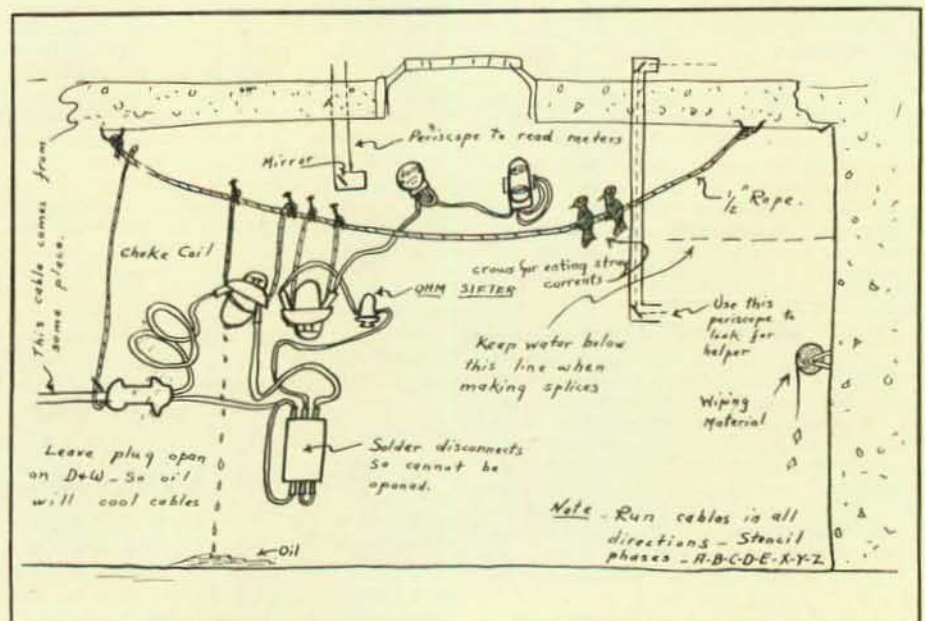 Periscope to read meters
Mirror
This cable comes from
some place.
Choke Coil
1/2" Rope.
crows for eating stray
currents
OHM SIFTER
Use this
periscope to
look for
helper
Keep water below
this line when
making splices
Wiping
Material
Leave plug open
on D&W - So oil
will cool cables
Solder disconnects
so cannot be
opened.
Note - Run cables in all
directions - Stencil
phases - A-B-C-D-E-X-Y-Z
Oil